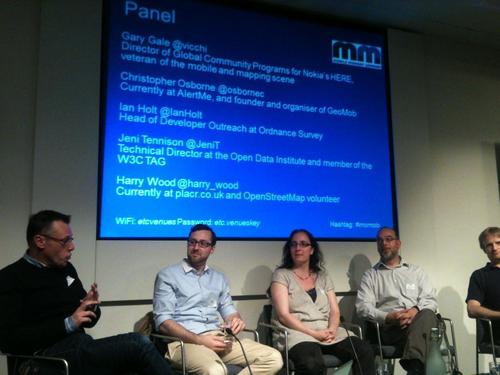 Panel
Gary Gale @vicchi
Director of Global Community Programs for Nokia's HERE,
veteran of the mobile and mapping scene
Christopher Osborne @osbornec
Currently at AlertMe, and founder and organiser of GeoMob
Ian Holt @IanHolt
Head of Developer Outreach at Ordnance Survey
Jeni Tennison @JeniT
Technical Director at the Open Data Institute and member of the
W3C TAG
Harry Wood @harry_wood
Currently at placr.co.uk and OpenStreetMap volunteer
WiFi: etcvenues Password: etc.venueskey
Hashtag: #momolo